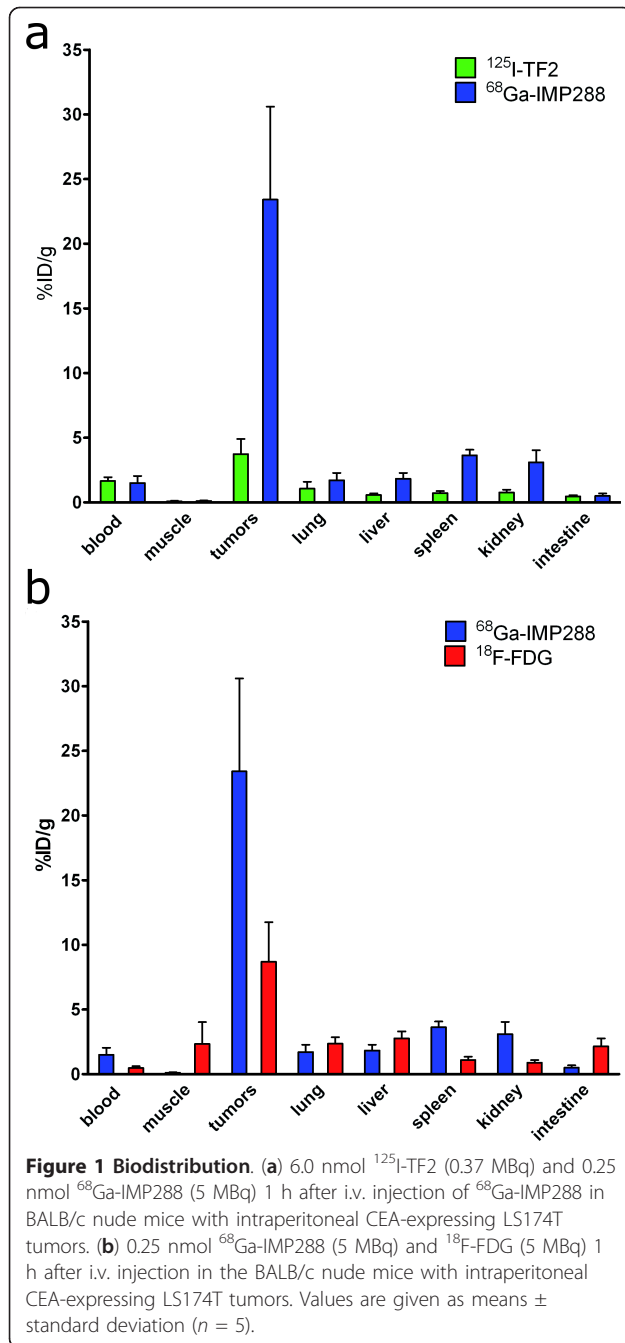 a
35
30
25
20
15
10
5
0
%ID/g
¹²⁵I-TF2
⁶⁸Ga-IMP288
blood
muscle
tumors
lung
liver
spleen
kidney
intestine
b
35
30
25
20
15
10
5
0
%ID/g
⁶⁸Ga-IMP288
¹⁸F-FDG
blood
muscle
tumors
lung
liver
spleen
kidney
intestine
Figure 1 Biodistribution. (a) 6.0 nmol ¹²⁵I-TF2 (0.37 MBq) and 0.25
nmol ⁶⁸Ga-IMP288 (5 MBq) 1 h after i.v. injection of ⁶⁸Ga-IMP288 in
BALB/c nude mice with intraperitoneal CEA-expressing LS174T
tumors. (b) 0.25 nmol ⁶⁸Ga-IMP288 (5 MBq) and ¹⁸F-FDG (5 MBq) 1
h after i.v. injection in the BALB/c nude mice with intraperitoneal
CEA-expressing LS174T tumors. Values are given as means ±
standard deviation (n = 5).